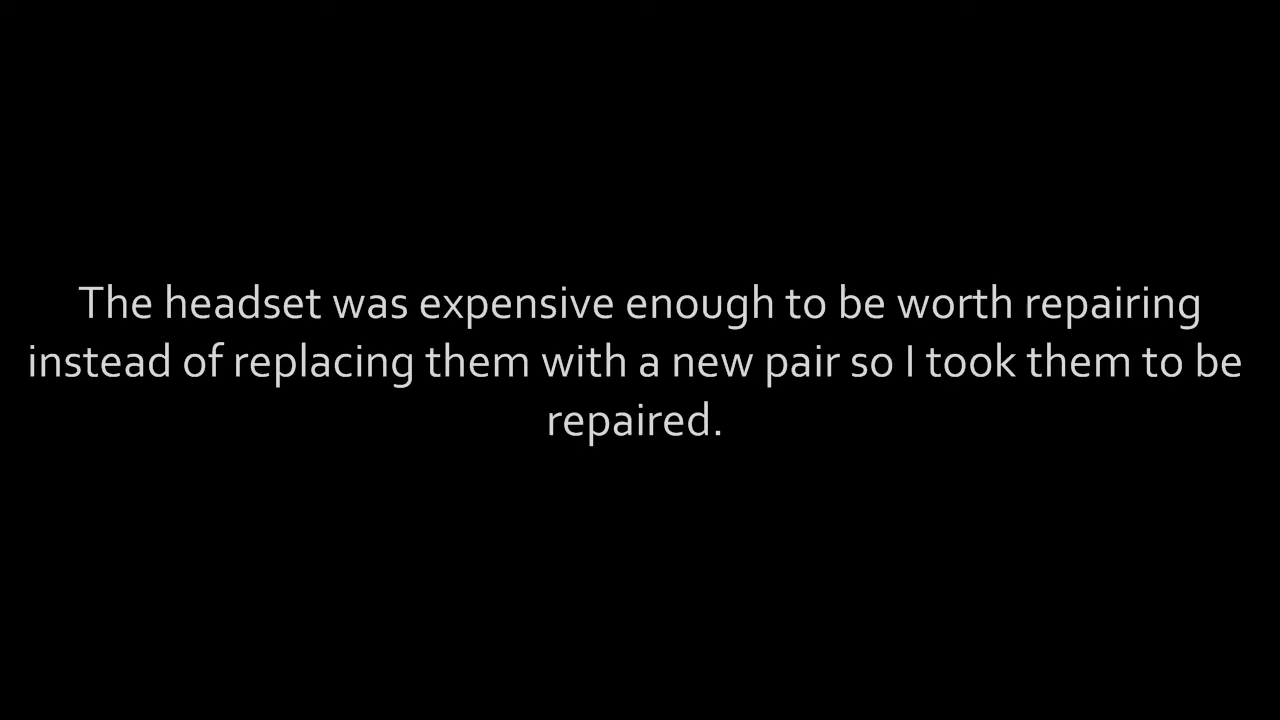 The headset was expensive enough to be worth repairing
instead of replacing them with a new pair so I took them to be
repaired.